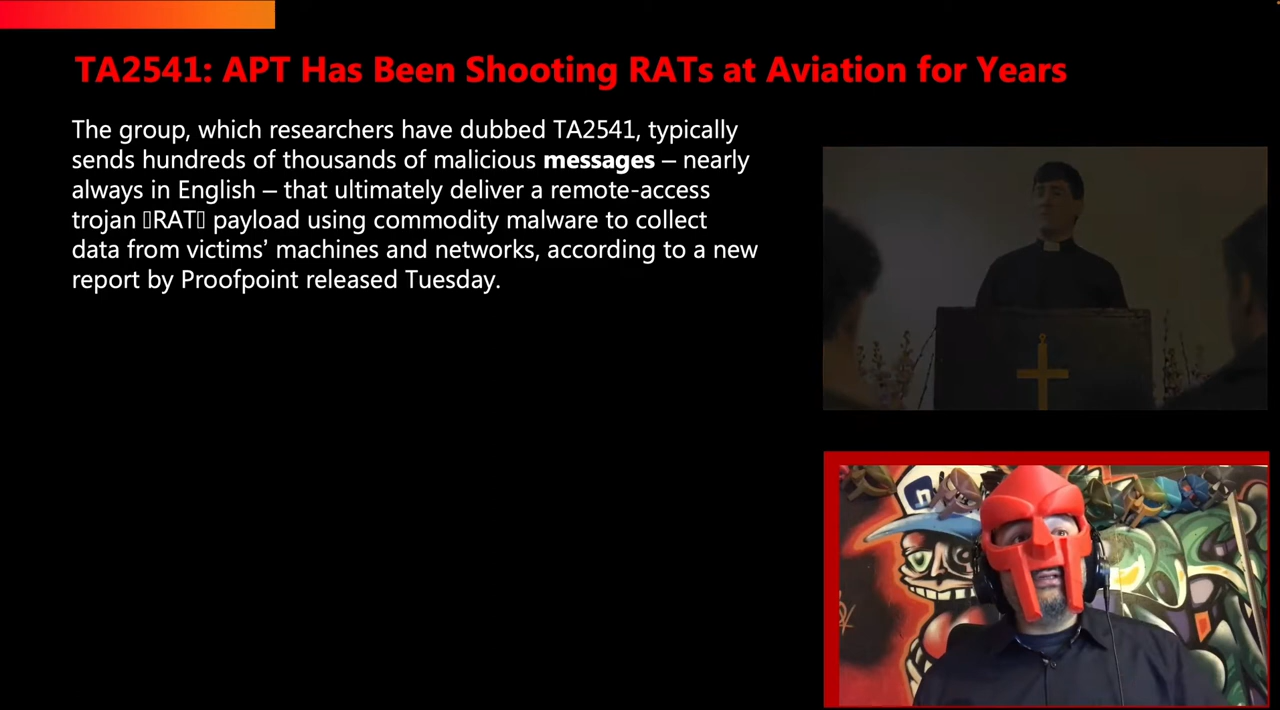 TA2541: APT Has Been Shooting RATs at Aviation for Years
The group, which researchers have dubbed TA2541, typically
sends hundreds of thousands of malicious messages – nearly
always in English – that ultimately deliver a remote-access
trojan ▯RAT▯ payload using commodity malware to collect
data from victims’ machines and networks, according to a new
report by Proofpoint released Tuesday.
n